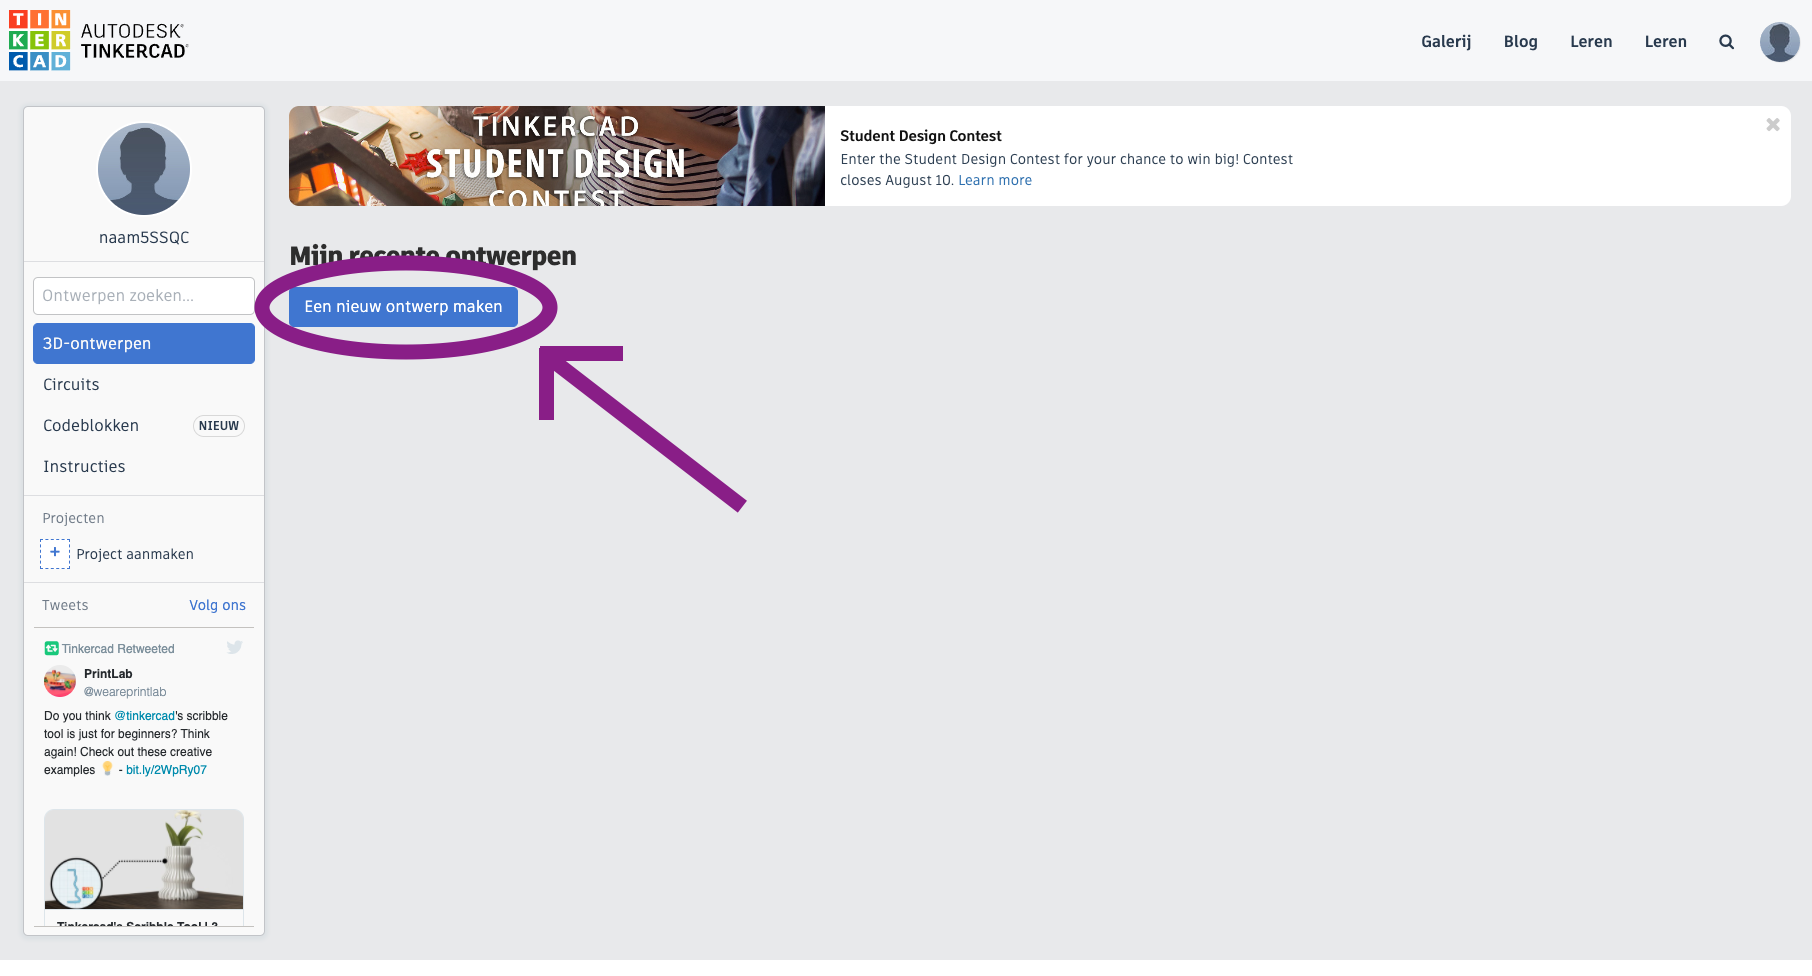 TIN
KER
CAD
AUTODESK®
TINKERCAD®
Galerij
Blog
Leren
Leren
naam5SSQC
Ontwerpen zoeken...
3D-ontwerpen
Circuits
Codeblokken
NIEUW
Instructies
Projecten
+ Project aanmaken
Tweets
Volg ons
Tinkercad Retweeted
PrintLab
@weareprintlab
Do you think @tinkercad's scribble
tool is just for beginners? Think
again! Check out these creative
examples 💡 - bit.ly/2WpRy07
Tinkercad's Scribble Tool | 3
TINKERCAD
STUDENT DESIGN
CONTEST
Student Design Contest
Enter the Student Design Contest for your chance to win big! Contest
closes August 10. Learn more
Mijn recente ontwerpen
Een nieuw ontwerp maken